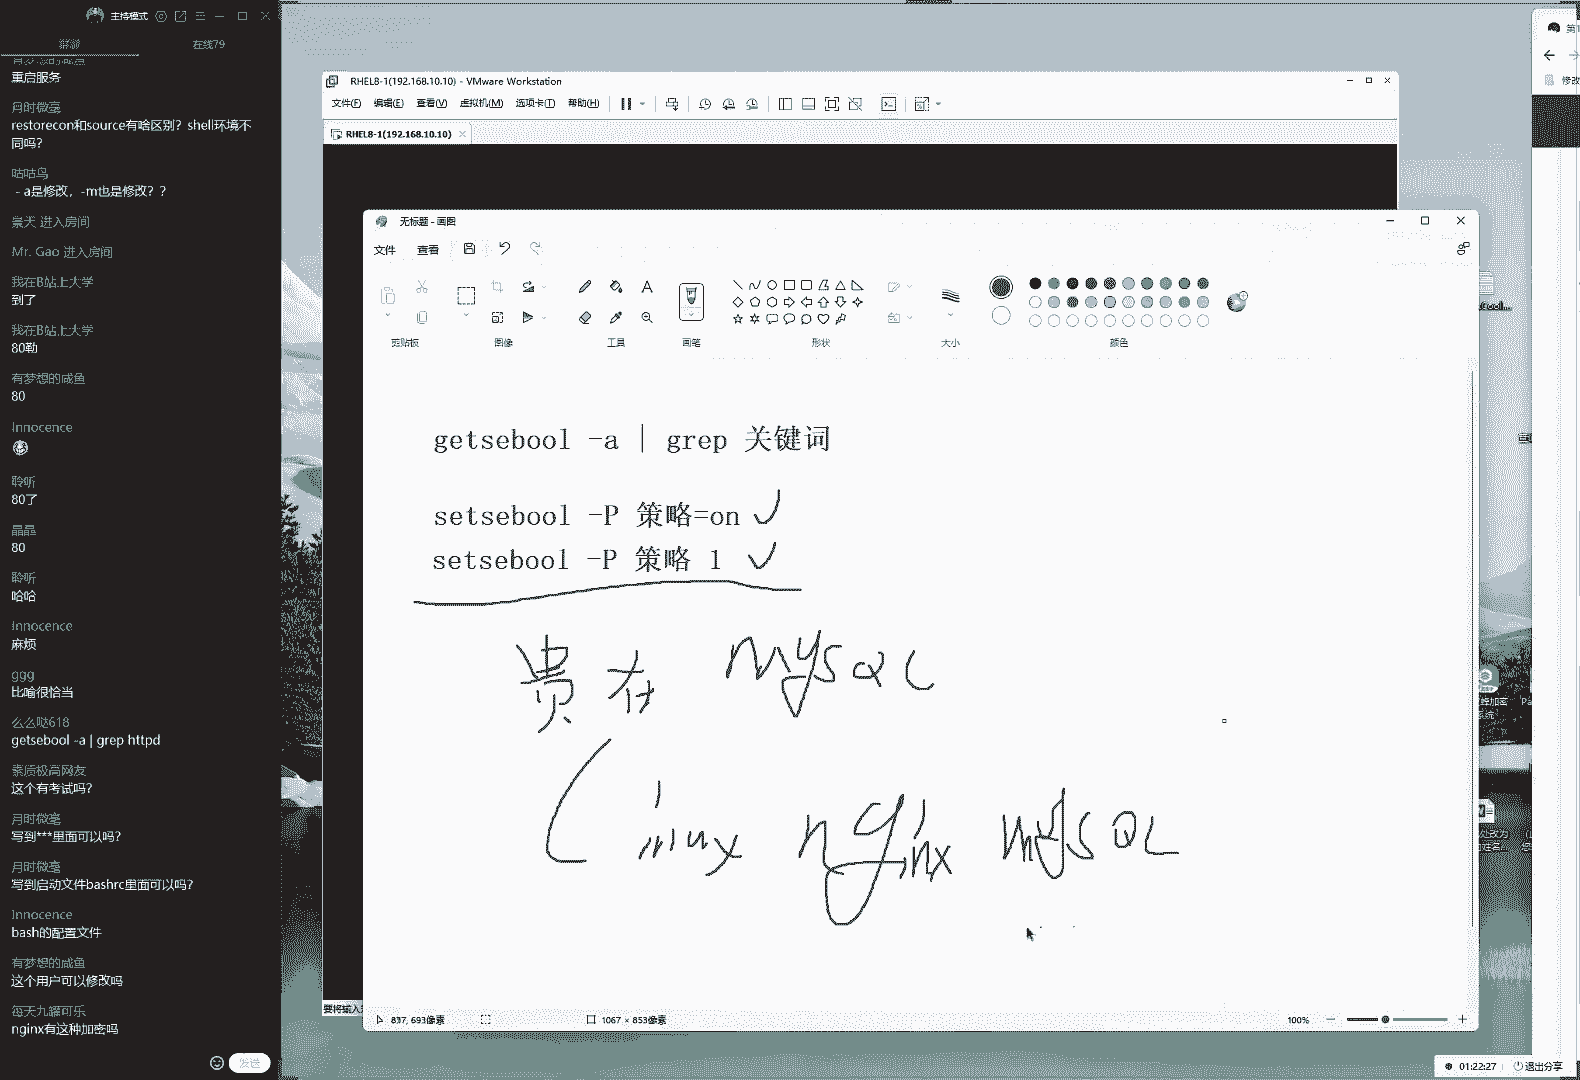 主持模式
在线79
重启服务
月时微毫
restorecon和source有啥区别？shell环境不
同吗？
咕咕鸟
- a是修改，-m也是修改？？
景天 进入房间
Mr. Gao 进入房间
我在B站上大学
到了
我在B站上大学
80勒
有梦想的咸鱼
80
Innocence
聆听
80了
晶晶
80
聆听
哈哈
Innocence
麻烦
ggg
比喻很恰当
么么哒618
getsebool -a | grep httpd
素质极高网友
这个有考试吗？
月时微毫
写到***里面可以吗？
月时微毫
写到启动文件bashrc里面可以吗？
Innocence
bash的配置文件
有梦想的咸鱼
这个用户可以修改吗
每天九罐可乐
nginx有这种加密吗
发送
RHEL8-1(192.168.10.10) - VMware Workstation
文件(F) 编辑(E) 查看(V) 虚拟机(M) 选项卡(T) 帮助(H)
RHEL8-1(192.168.10.10)
无标题 - 画图
文件 查看
剪贴板 图像 工具 画笔 形状 大小 颜色
getsebool -a | grep 关键词
setsebool -P 策略=on
setsebool -P 策略 1
贵在 MySQL
Linux nginx MySQL
要将输入
837, 693像素
1067 × 853像素
100%
修改
01:22:27
退出分享